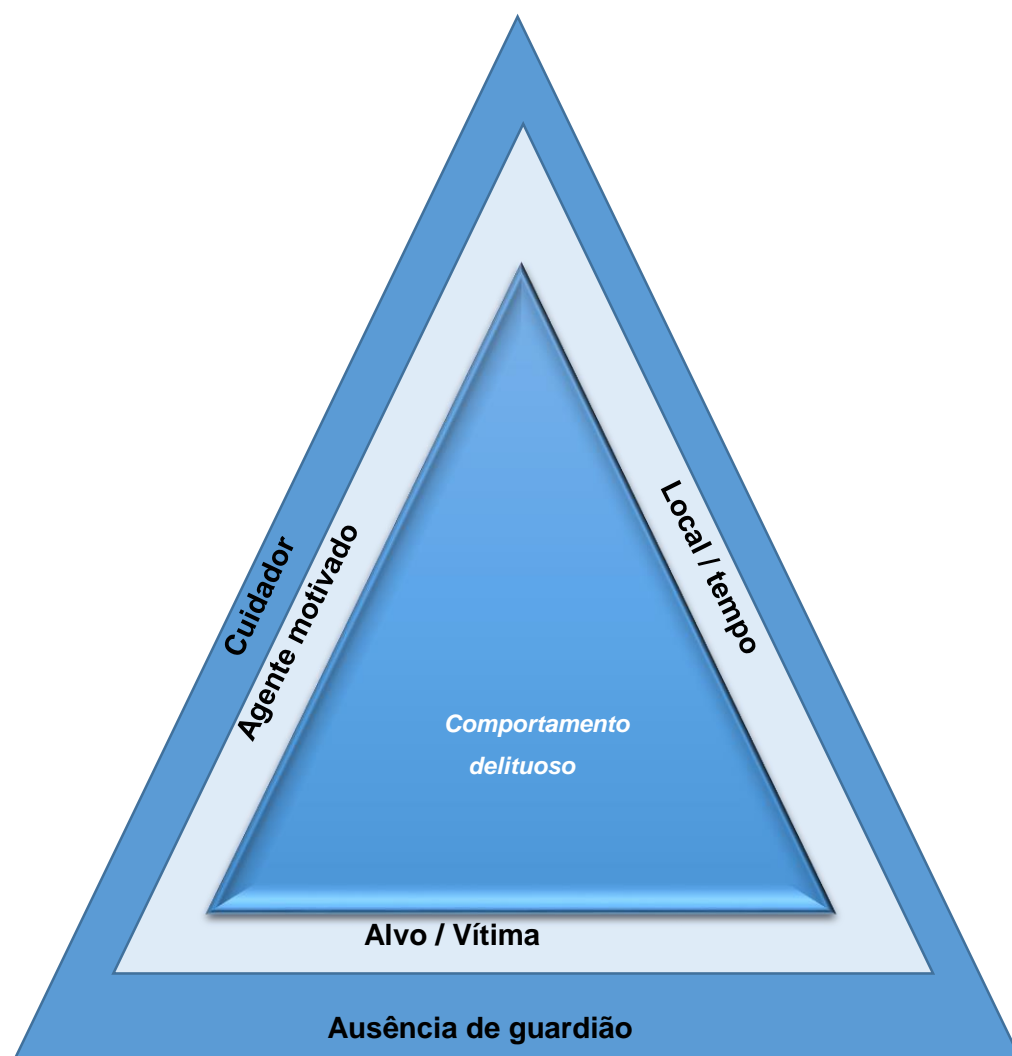 Cuidador
Agente motivado
Local / tempo
Comportamento
delituoso
Alvo / Vítima
Ausência de guardião